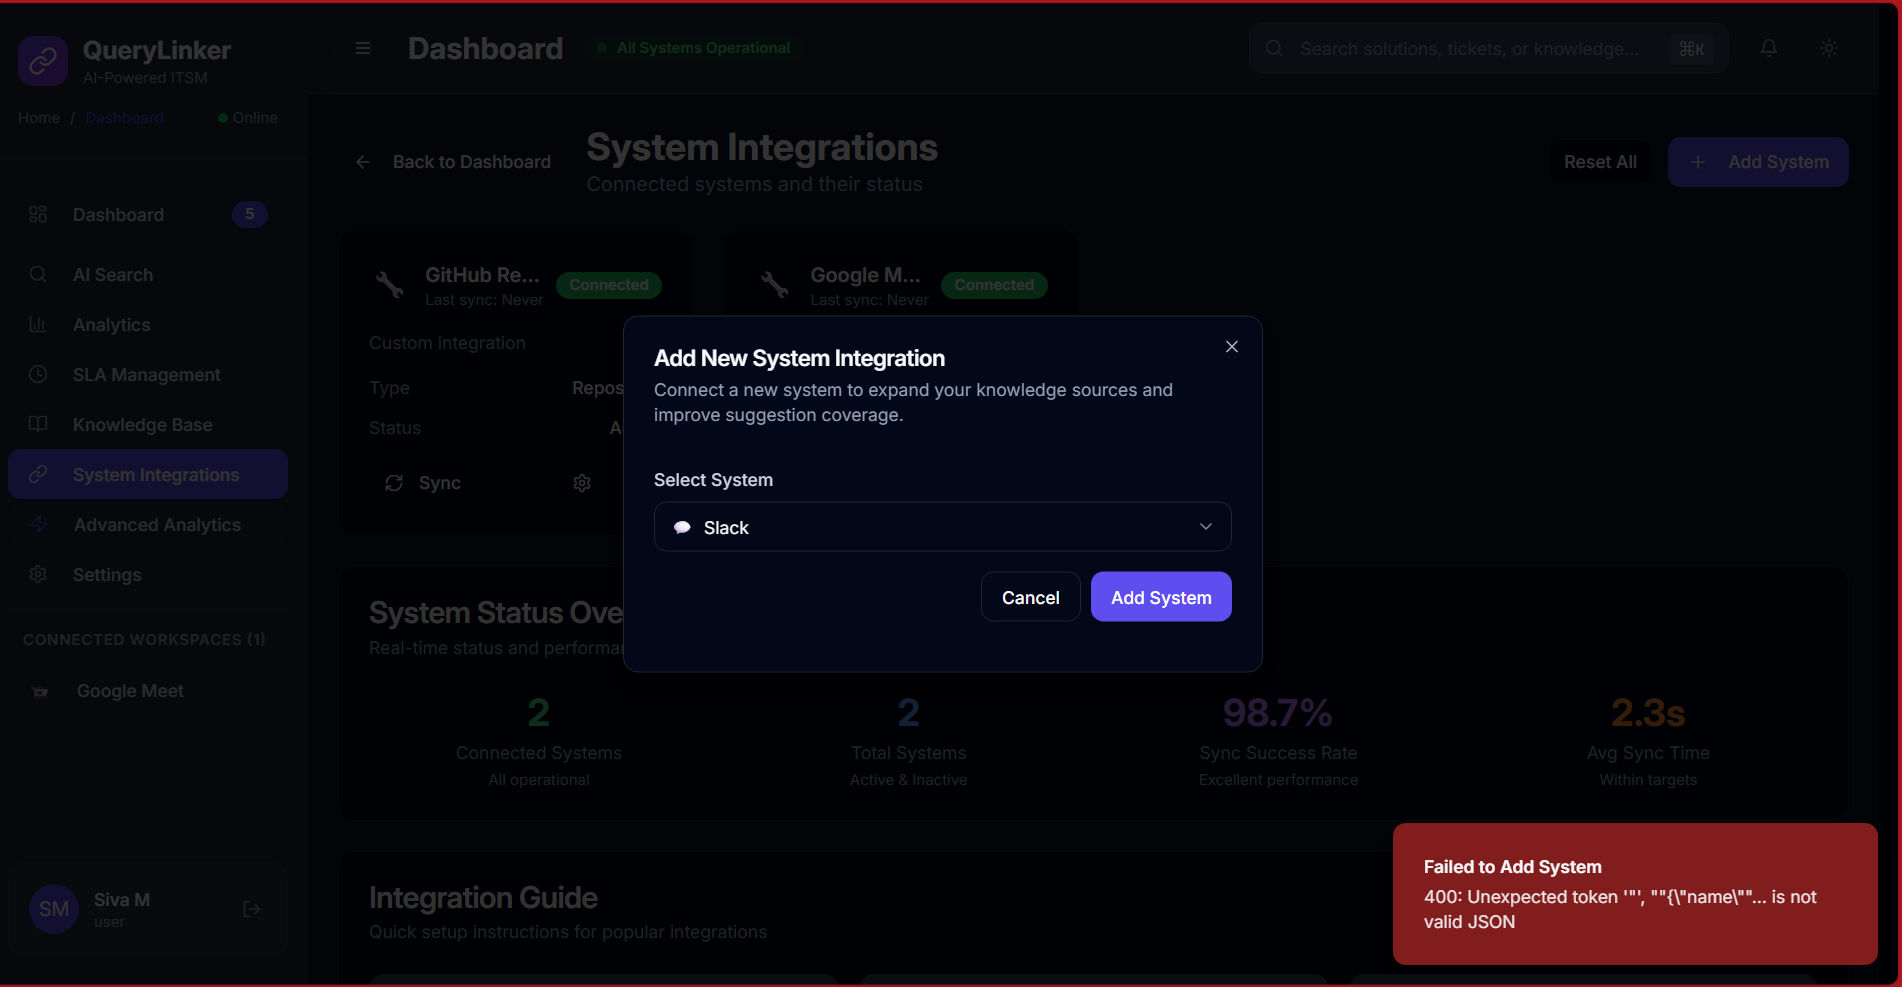 QueryLinker
AI-Powered ITSM
Home / Dashboard
Online
Dashboard
5
AI Search
Analytics
SLA Management
Knowledge Base
System Integrations
Advanced Analytics
Settings
CONNECTED WORKSPACES (1)
Google Meet
SM
Siva M
user
Dashboard
All Systems Operational
Search solutions, tickets, or knowledge...
⌘K
Back to Dashboard
System Integrations
Connected systems and their status
Reset All
+ Add System
GitHub Re...
Last sync: Never
Connected
Custom integration
Type
Repos
Status
A
Sync
Google M...
Last sync: Never
Connected
Add New System Integration
Connect a new system to expand your knowledge sources and
improve suggestion coverage.
Select System
Slack
Cancel
Add System
System Status Ove
Real-time status and performa
2
Connected Systems
All operational
2
Total Systems
Active & Inactive
98.7%
Sync Success Rate
Excellent performance
2.3s
Avg Sync Time
Within targets
Integration Guide
Quick setup instructions for popular integrations
Failed to Add System
400: Unexpected token '"', ""{\"name\""... is not
valid JSON